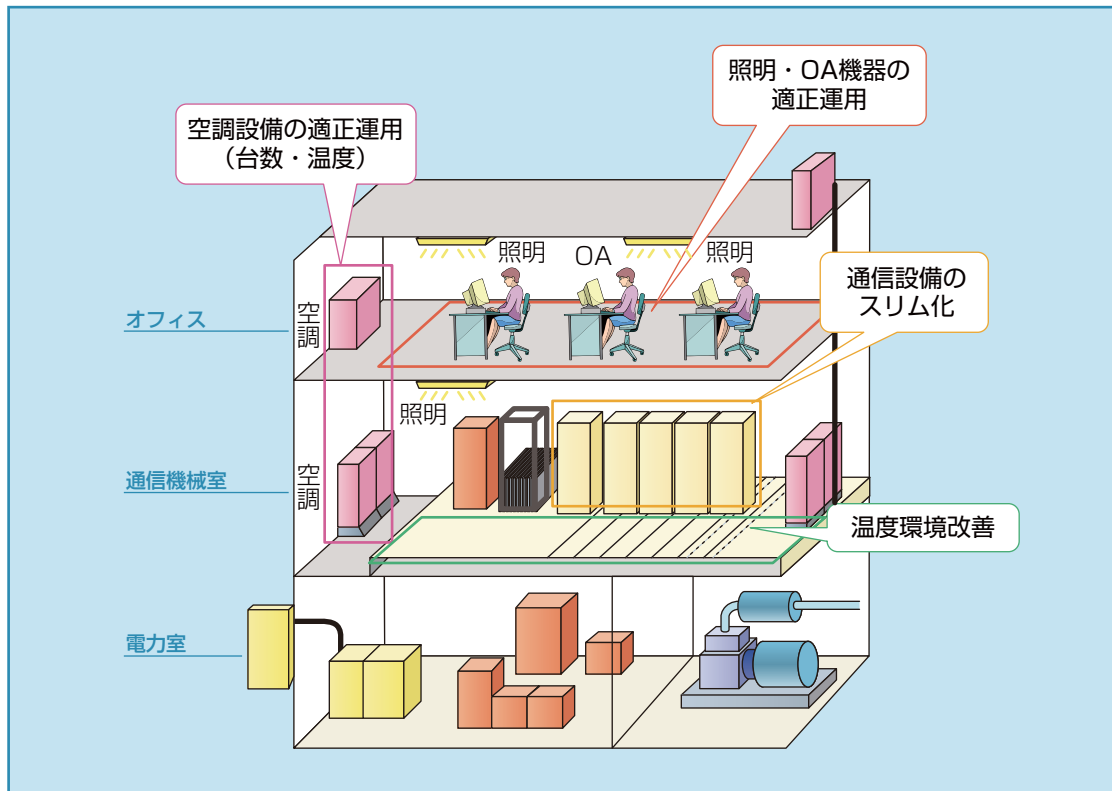 照明・OA機器の
適正運用
空調設備の適正運用
（台数・温度）
照明
OA
照明
通信設備の
スリム化
オフィス
空調
照明
通信機械室
空調
温度環境改善
電力室